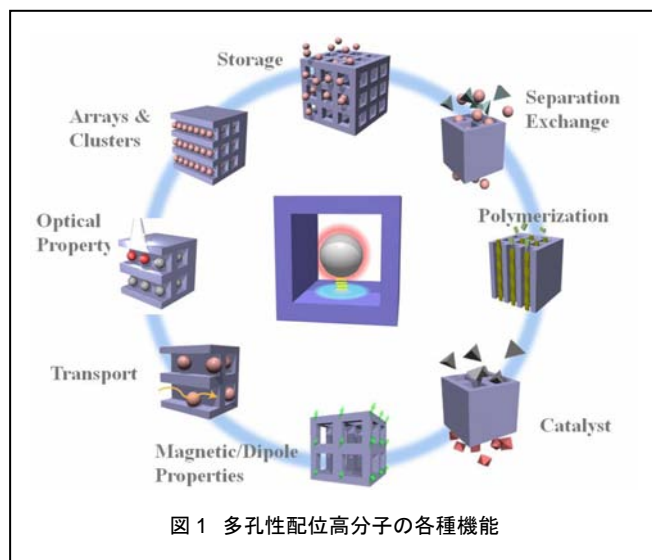 Storage
Separation
Exchange
Polymerization
Catalyst
Magnetic/Dipole
Properties
Transport
Optical
Property
Arrays &
Clusters
図 1 多孔性配位高分子の各種機能